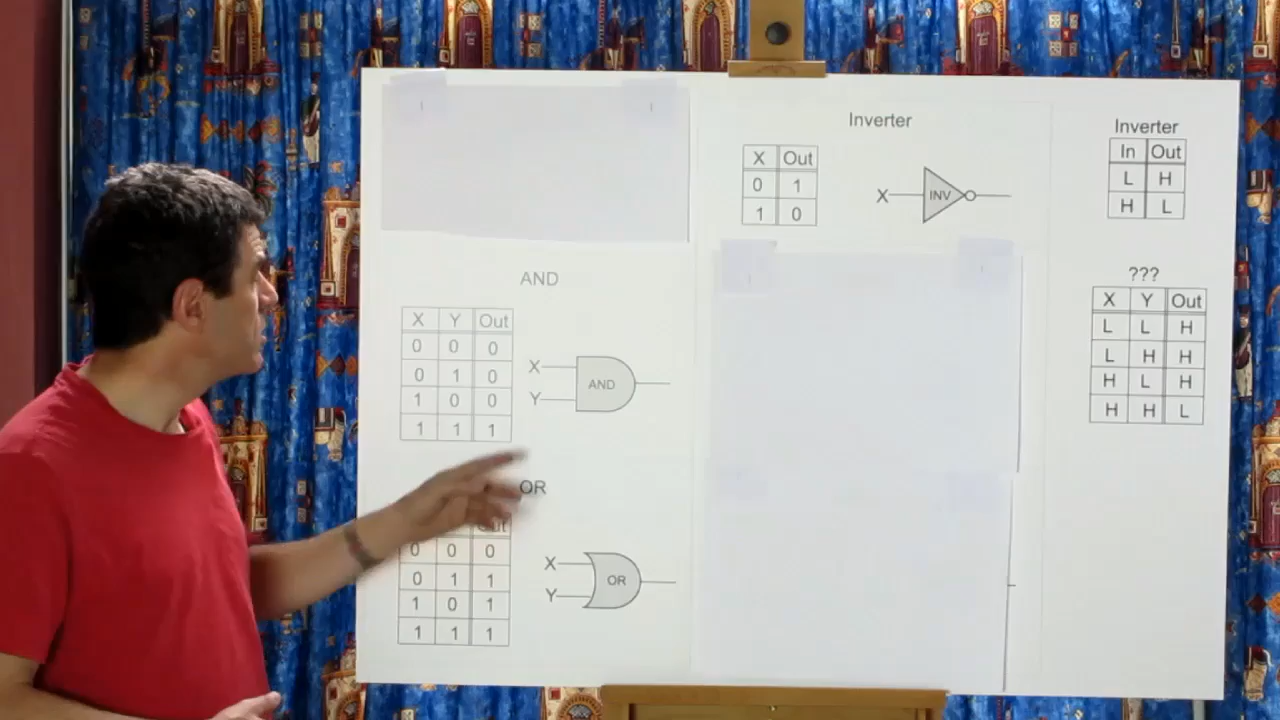 Inverter
X Out
0 1
1 0
X INV
Inverter
In Out
L H
H L
AND
X Y Out
0 0 0
0 1 0
1 0 0
1 1 1
X
Y
AND
???
X Y Out
L L H
L H H
H L H
H H L
OR
Out
0 0 0
0 1 1
1 0 1
1 1 1
X
Y
OR